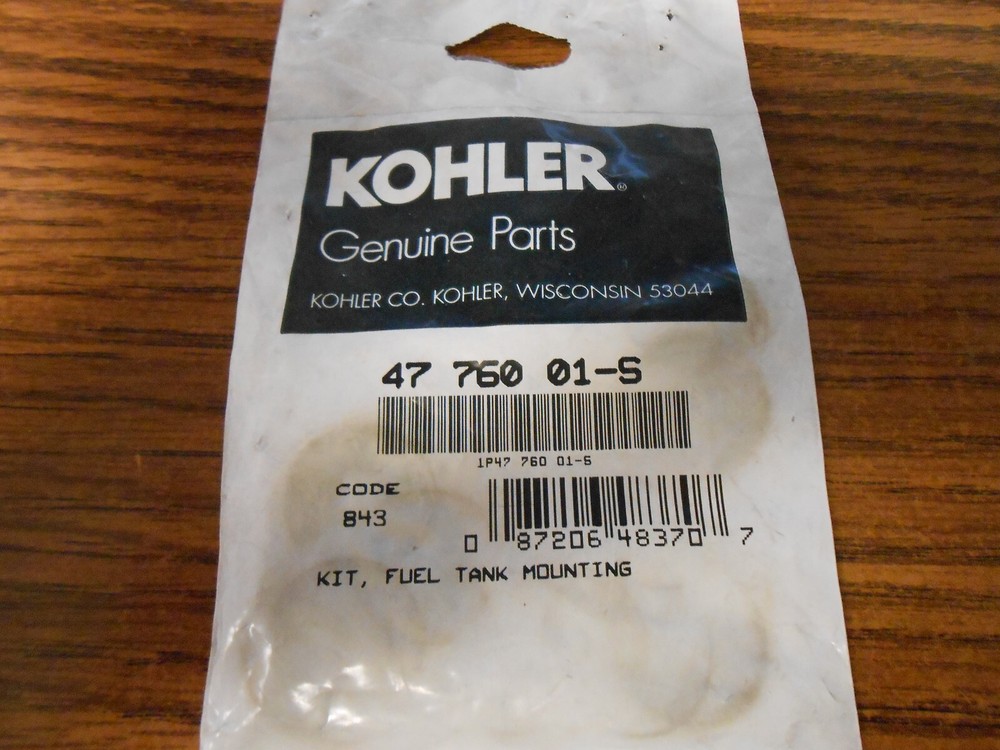 KOHLER®
Genuine Parts
KOHLER CO. KOHLER, WISCONSIN 53044
47 760 01-S
1P47 760 01-S
CODE
843
0 87206 48370 7
KIT, FUEL TANK MOUNTING